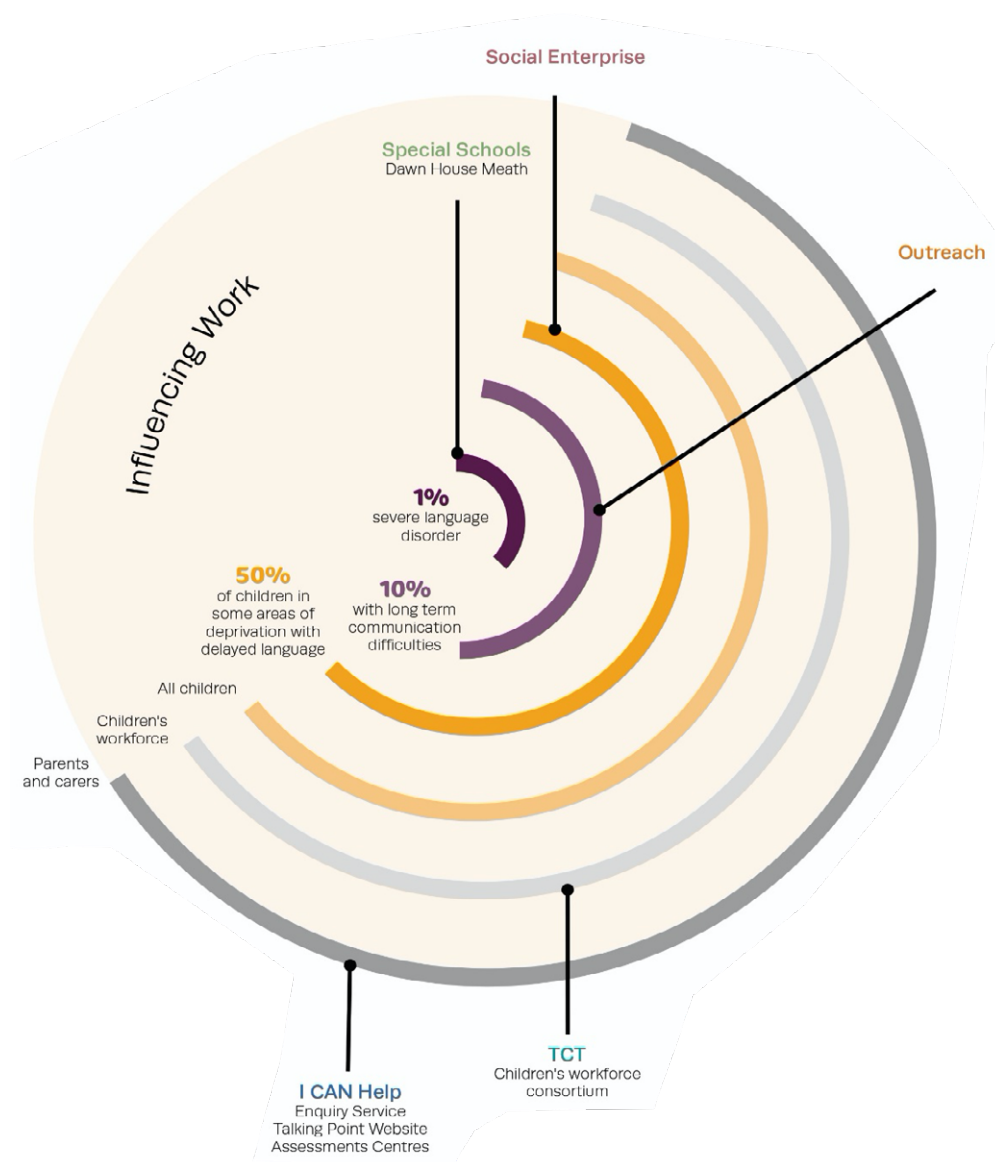 Social Enterprise
Special Schools
Dawn House Meath
Outreach
Influencing Work
1%
severe language
disorder
50%
of children in
some areas of
deprivation with
delayed language
10%
with long term
communication
difficulties
All children
Children's
workforce
Parents
and carers
TCT
Children's workforce
consortium
I CAN Help
Enquiry Service
Talking Point Website
Assessments Centres